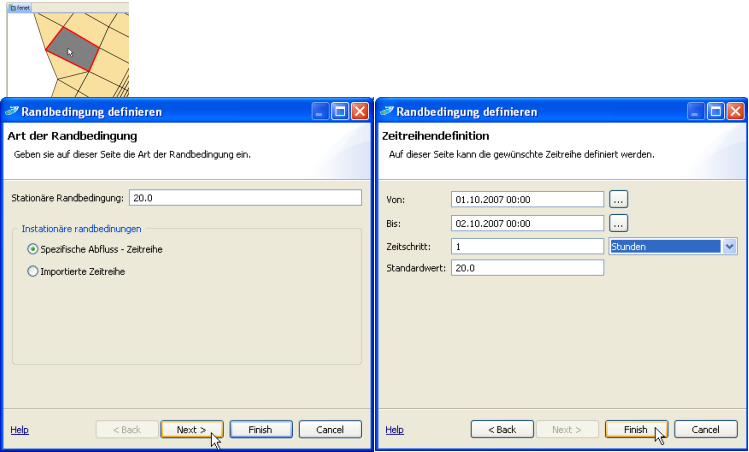 fenet
Randbedingung definieren
Art der Randbedingung
Geben sie auf dieser Seite die Art der Randbedingung ein.
Stationäre Randbedingung: 20.0
Instationäre randbedinungen
Spezifische Abfluss - Zeitreihe
Importierte Zeitreihe
Help
< Back
Next >
Finish
Cancel
Randbedingung definieren
Zeitreihendefinition
Auf dieser Seite kann die gewünschte Zeitreihe definiert werden.
Von: 01.10.2007 00:00 ...
Bis: 02.10.2007 00:00 ...
Zeitschritt: 1 Stunden
Standardwert: 20.0
Help
< Back
Next >
Finish
Cancel